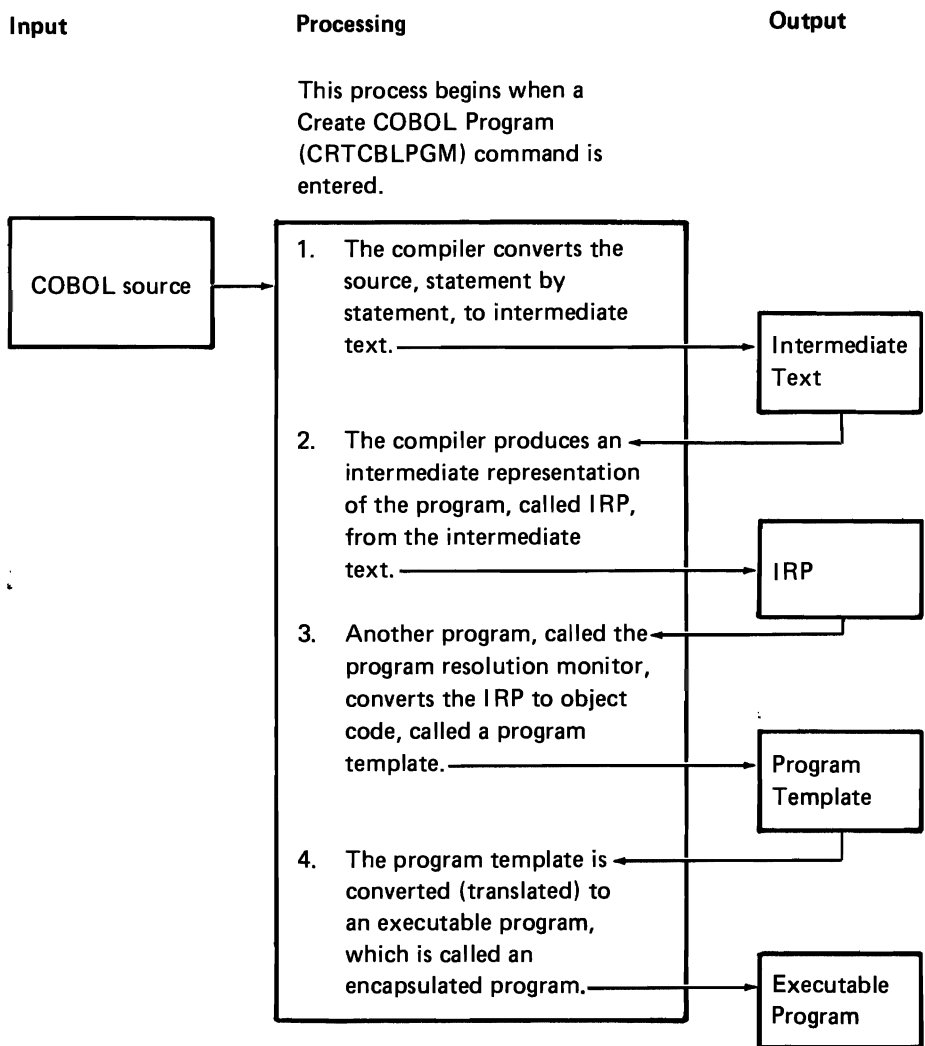 Input
Processing
Output
This process begins when a
Create COBOL Program
(CRTCBLPGM) command is
entered.
COBOL source
1. The compiler converts the
source, statement by
statement, to intermediate
text.
Intermediate
Text
2. The compiler produces an
intermediate representation
of the program, called IRP,
from the intermediate
text.
IRP
3. Another program, called the
program resolution monitor,
converts the IRP to object
code, called a program
template.
Program
Template
4. The program template is
converted (translated) to
an executable program,
which is called an
encapsulated program.
Executable
Program